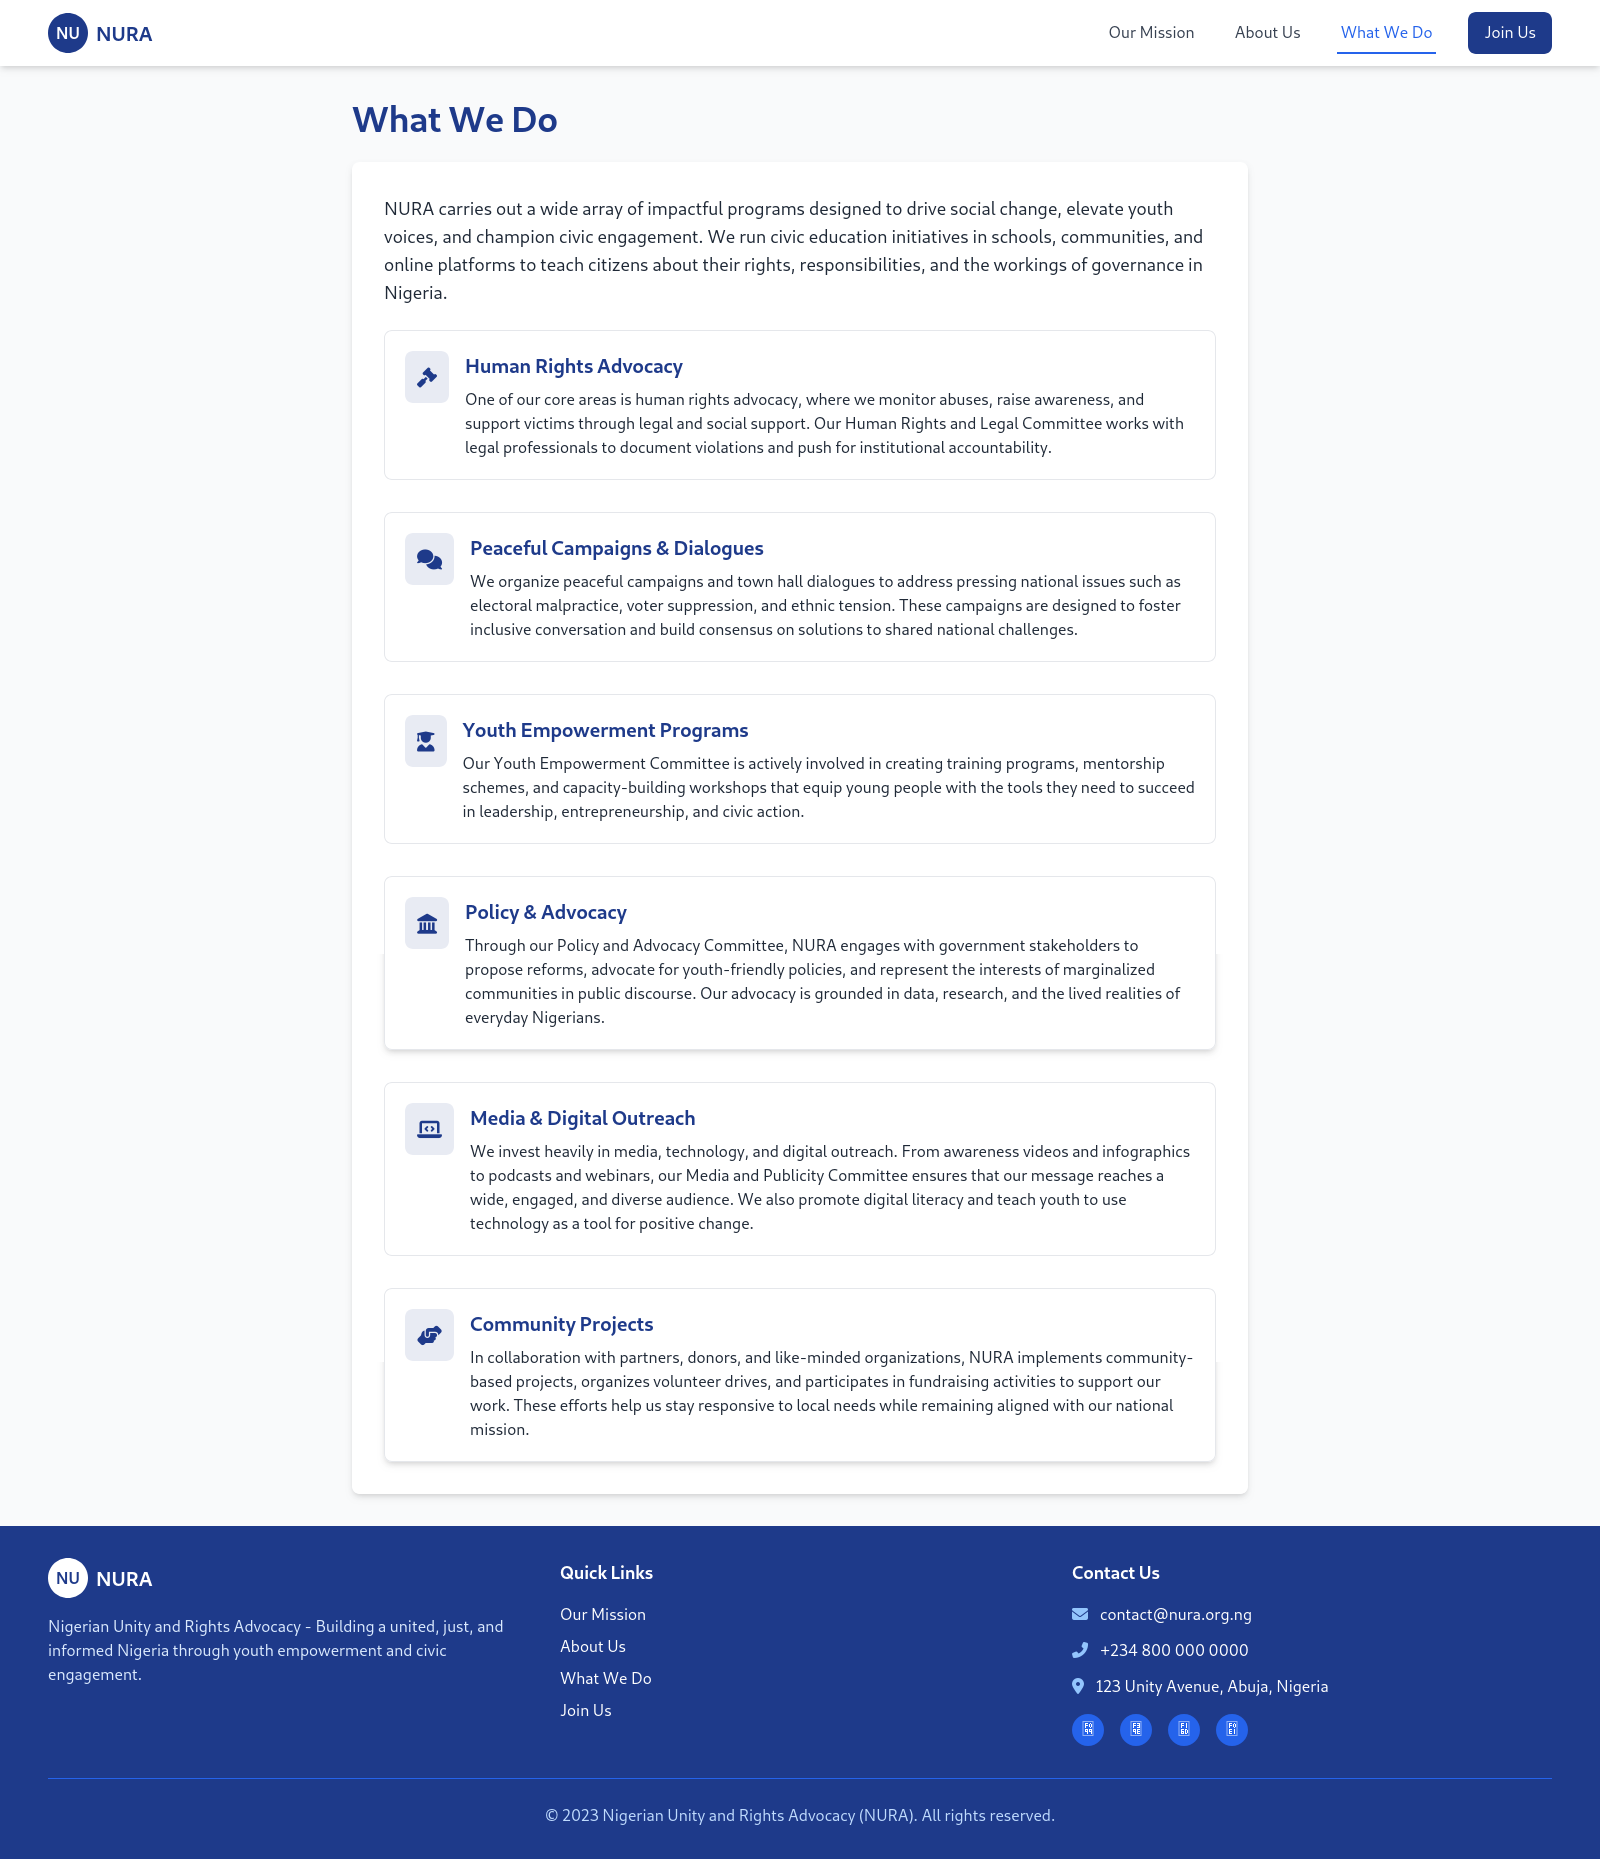 NU NURA
Our Mission
About Us
What We Do
Join Us
What We Do
NURA carries out a wide array of impactful programs designed to drive social change, elevate youth
voices, and champion civic engagement. We run civic education initiatives in schools, communities, and
online platforms to teach citizens about their rights, responsibilities, and the workings of governance in
Nigeria.
Human Rights Advocacy
One of our core areas is human rights advocacy, where we monitor abuses, raise awareness, and
support victims through legal and social support. Our Human Rights and Legal Committee works with
legal professionals to document violations and push for institutional accountability.
Peaceful Campaigns & Dialogues
We organize peaceful campaigns and town hall dialogues to address pressing national issues such as
electoral malpractice, voter suppression, and ethnic tension. These campaigns are designed to foster
inclusive conversation and build consensus on solutions to shared national challenges.
Youth Empowerment Programs
Our Youth Empowerment Committee is actively involved in creating training programs, mentorship
schemes, and capacity-building workshops that equip young people with the tools they need to succeed
in leadership, entrepreneurship, and civic action.
Policy & Advocacy
Through our Policy and Advocacy Committee, NURA engages with government stakeholders to
propose reforms, advocate for youth-friendly policies, and represent the interests of marginalized
communities in public discourse. Our advocacy is grounded in data, research, and the lived realities of
everyday Nigerians.
Media & Digital Outreach
We invest heavily in media, technology, and digital outreach. From awareness videos and infographics
to podcasts and webinars, our Media and Publicity Committee ensures that our message reaches a
wide, engaged, and diverse audience. We also promote digital literacy and teach youth to use
technology as a tool for positive change.
Community Projects
In collaboration with partners, donors, and like-minded organizations, NURA implements community-
based projects, organizes volunteer drives, and participates in fundraising activities to support our
work. These efforts help us stay responsive to local needs while remaining aligned with our national
mission.
NU NURA
Nigerian Unity and Rights Advocacy - Building a united, just, and
informed Nigeria through youth empowerment and civic
engagement.
Quick Links
Our Mission
About Us
What We Do
Join Us
Contact Us
contact@nura.org.ng
+234 800 000 0000
123 Unity Avenue, Abuja, Nigeria
© 2023 Nigerian Unity and Rights Advocacy (NURA). All rights reserved.